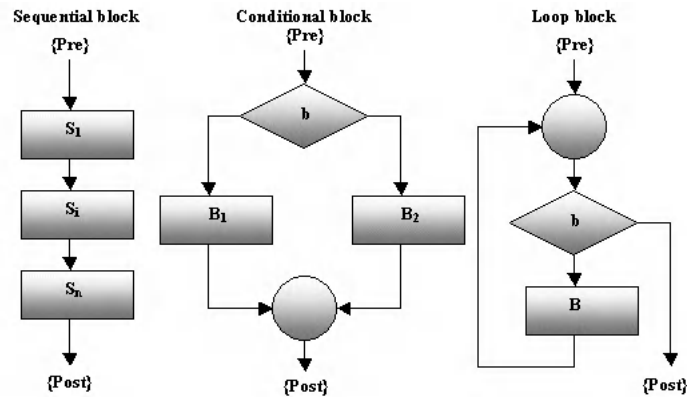 Sequential block
{Pre}
S1
Si
Sn
{Post}
Conditional block
{Pre}
b
B1
B2
{Post}
Loop block
{Pre}
b
B
{Post}